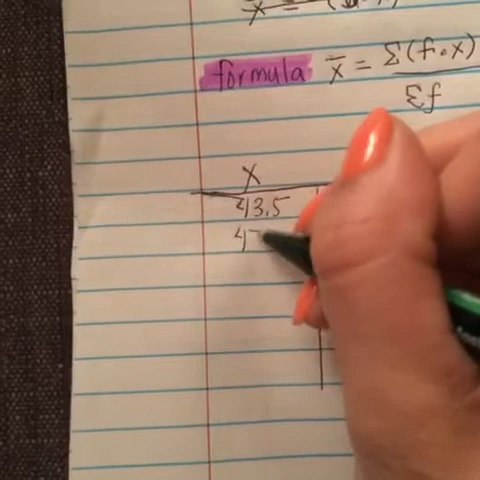 formula x̄ = Σ(f·x)
Σf
X
43.5